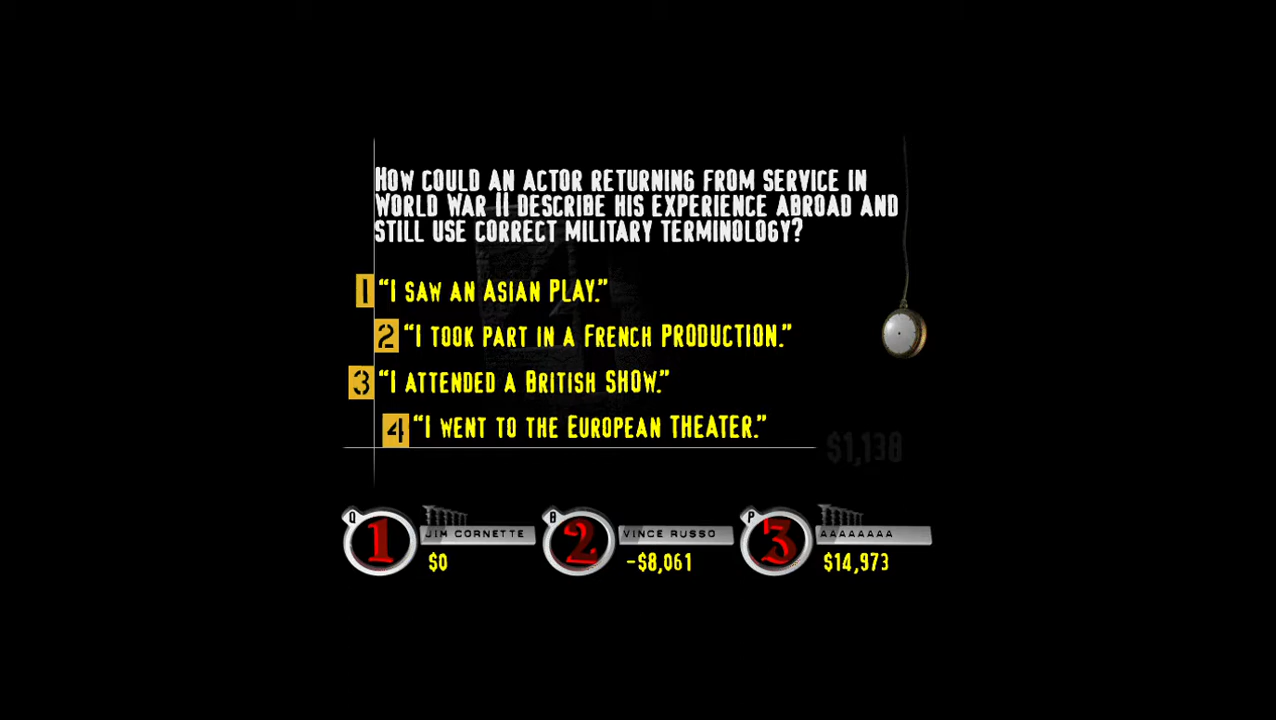 How could an actor returning from service in
World War II describe his experience abroad and
still use correct military terminology?
1 "I saw an Asian play."
2 "I took part in a French production."
3 "I attended a British show."
4 "I went to the European theater."
$1,138
Q 1 JIM CORNETTE $0
B 2 VINCE RUSSO -$8,061
P 3 AAAAAAAA $14,973